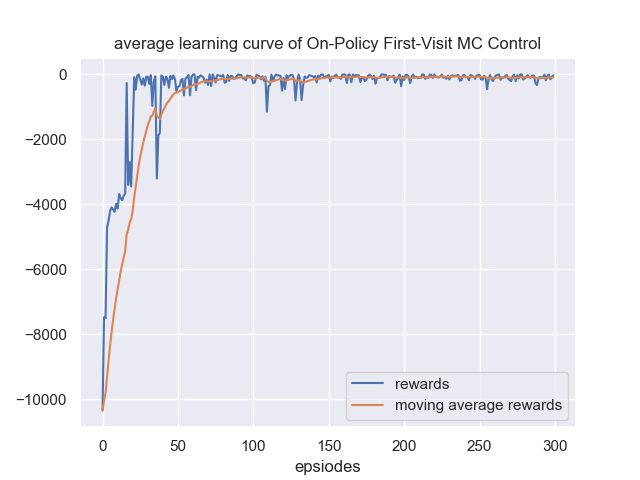 average learning curve of On-Policy First-Visit MC Control
0
−2000
−4000
−6000
−8000
−10000
rewards
moving average rewards
0 50 100 150 200 250 300
epsiodes